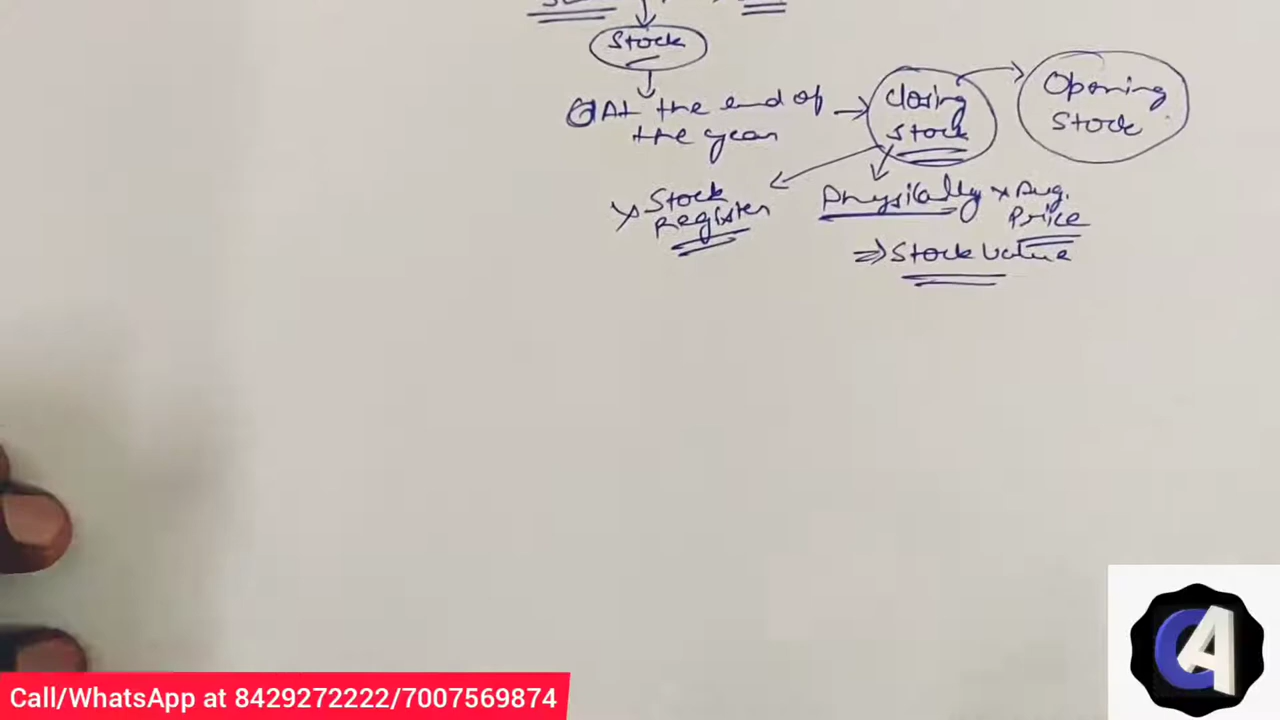 Stock
At the end of
the year
Closing
Stock
Opening
Stock
x Stock
Register
Physically x Avg.
Price
=> Stock Value
Call/WhatsApp at 8429272222/7007569874
CA